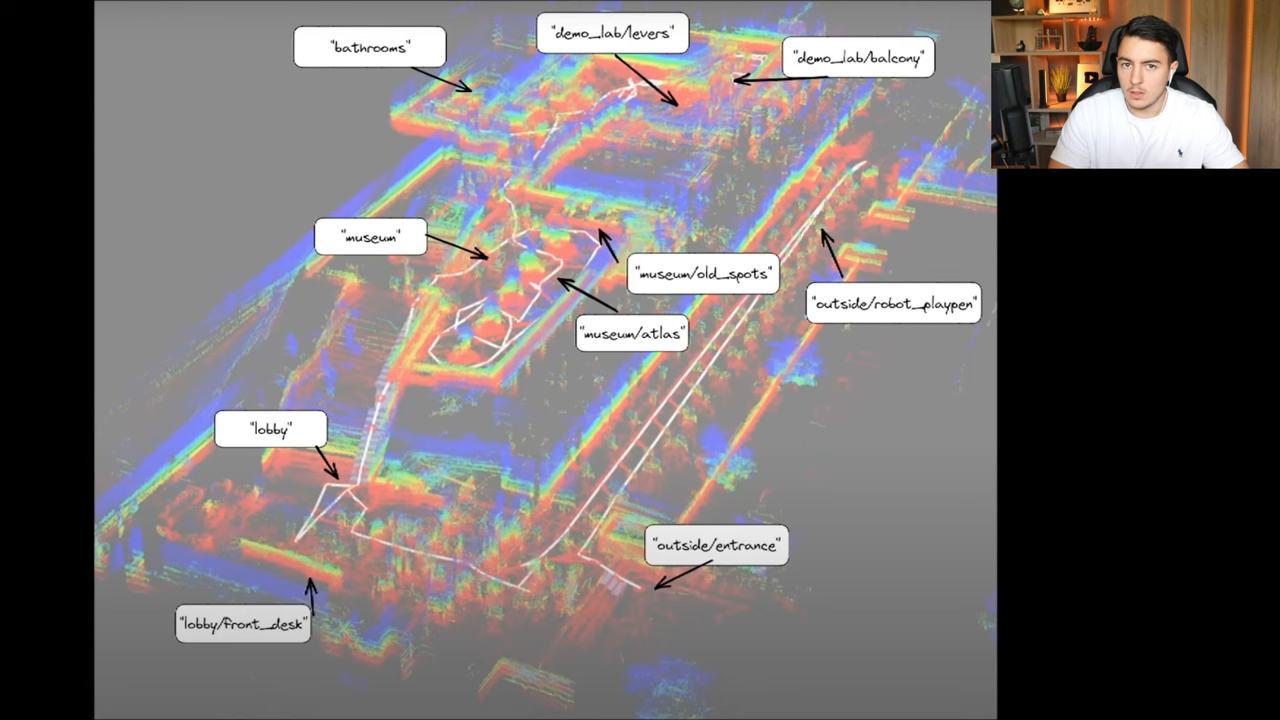 "bathrooms"
"demo_lab/levers"
"demo_lab/balcony"
"museum"
"museum/old_spots"
"outside/robot_playpen"
"museum/atlas"
"lobby"
"outside/entrance"
"lobby/front_desk"